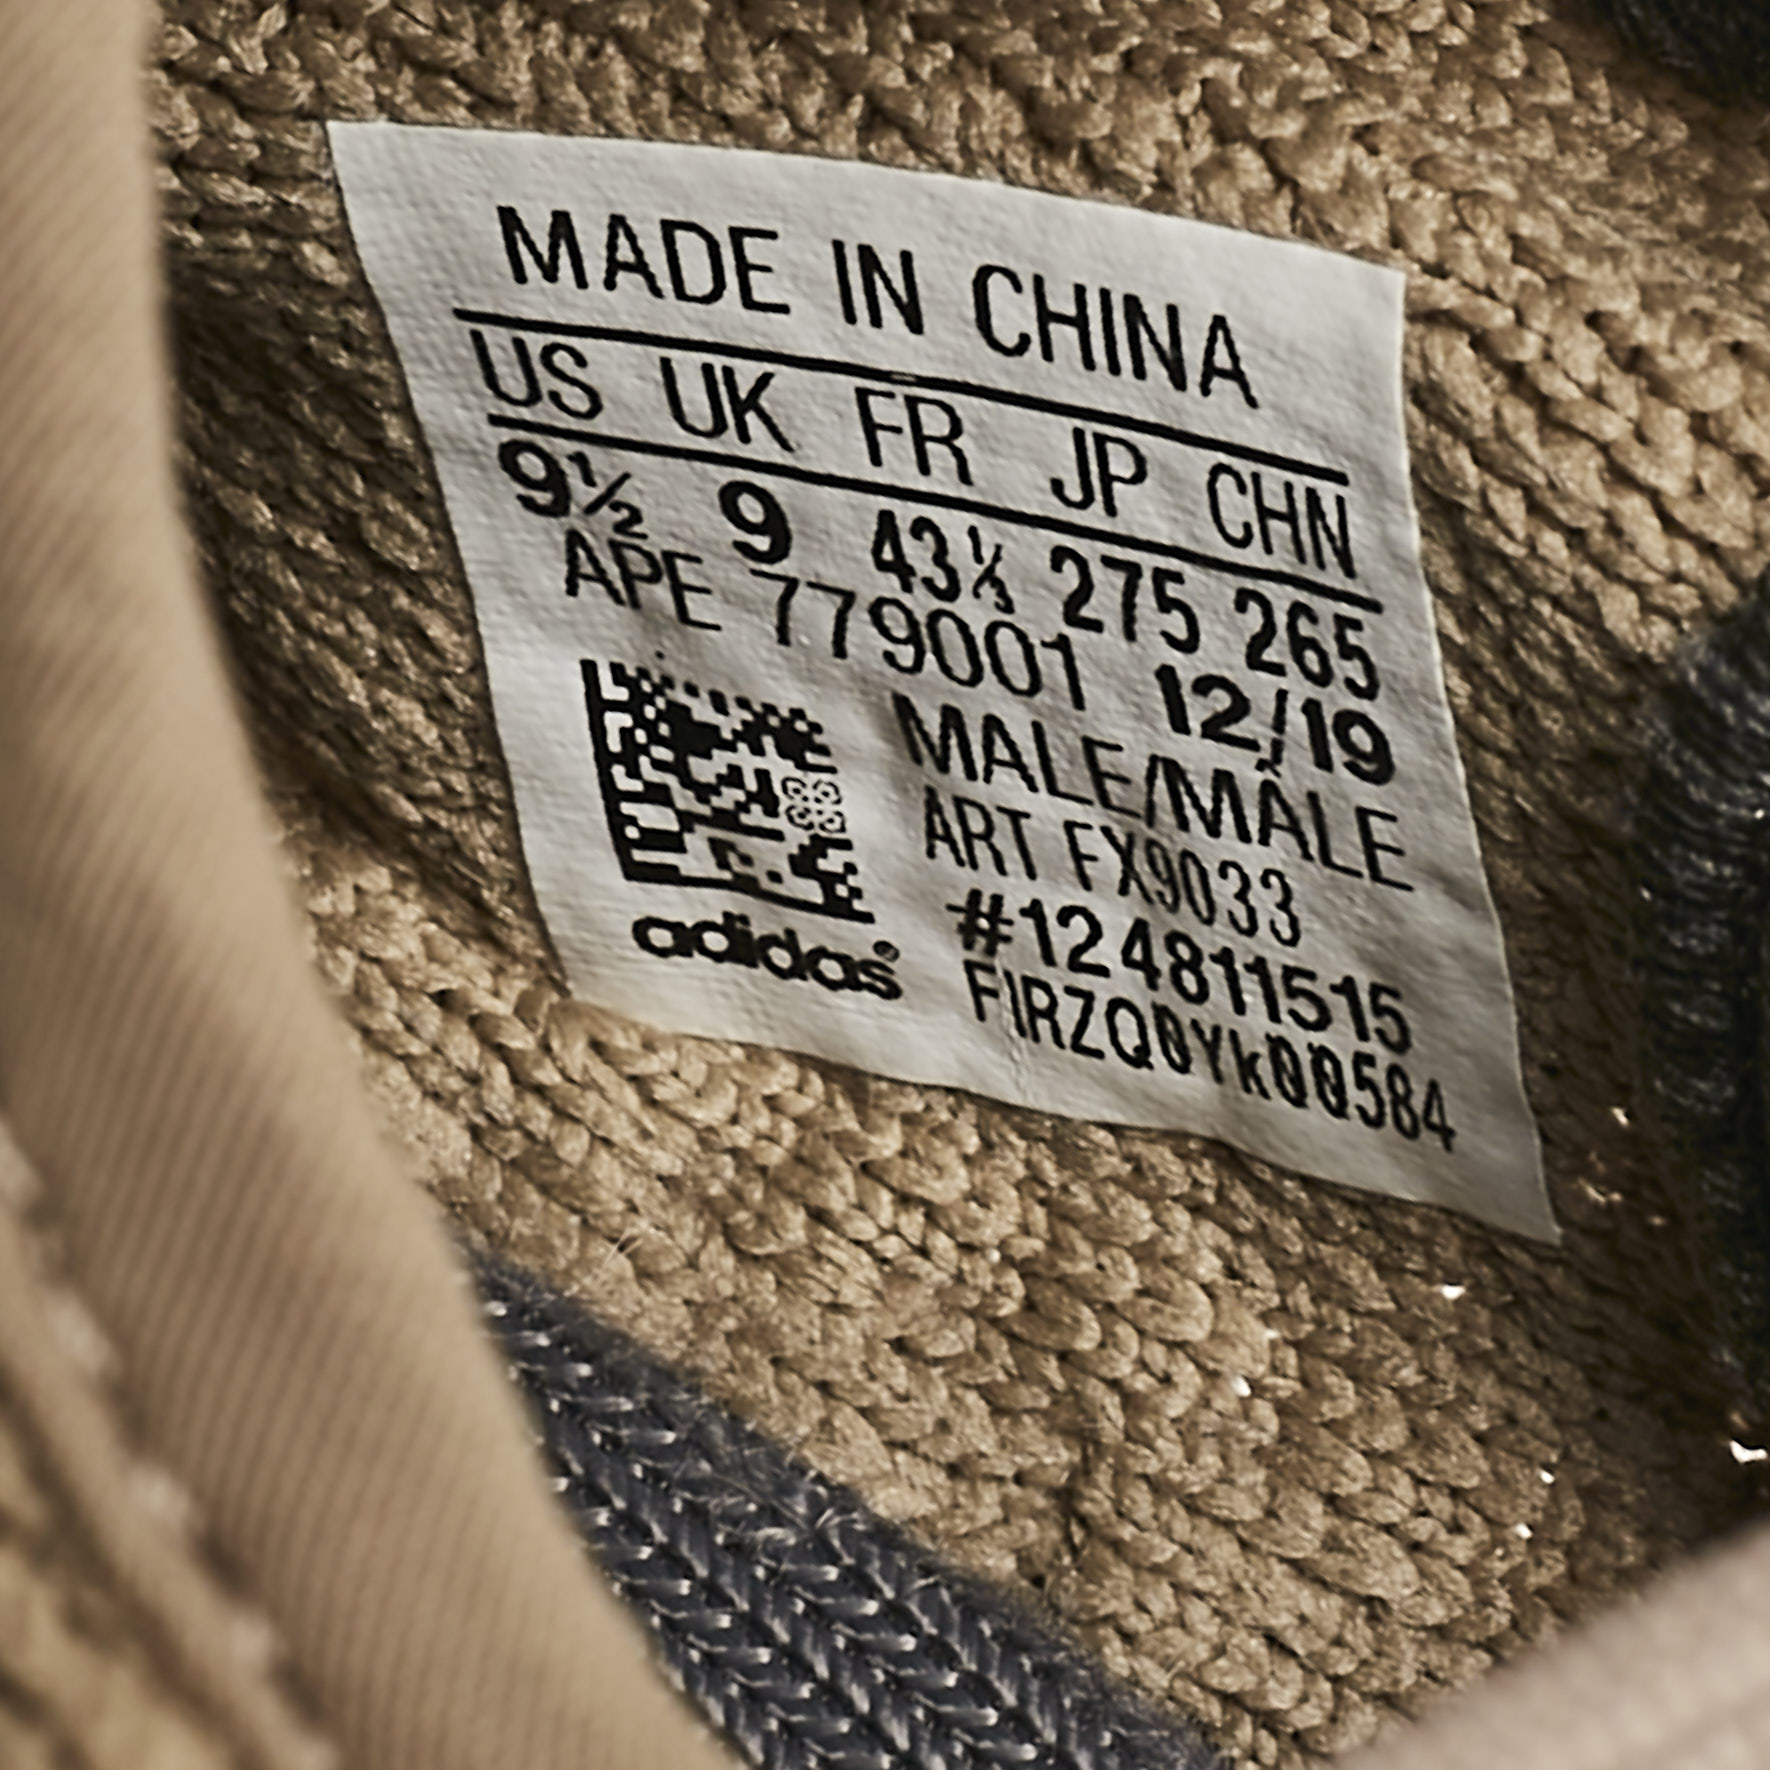 MADE IN CHINA
US UK FR JP CHN
9½ 9 43⅓ 275 265
APE 779001 12/19
MALE/MÂLE
ART FX9033
#124811515
F1RZQ0YK00584
adidas®